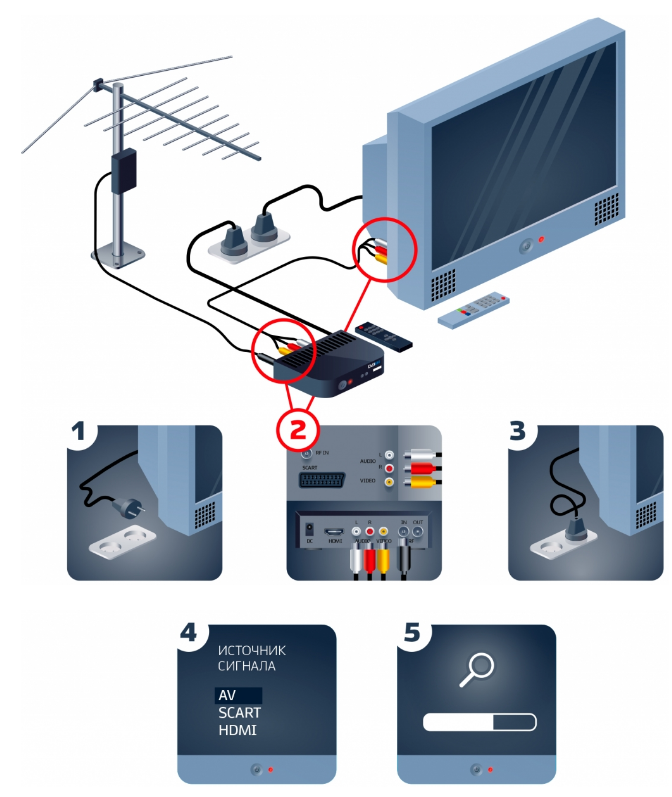 1
2
3
RF IN
SCART
AUDIO
L
R
VIDEO
DC
HDMI
L
R
AUDIO
VIDEO
IN
OUT
4
ИСТОЧНИК
СИГНАЛА
AV
SCART
HDMI
5